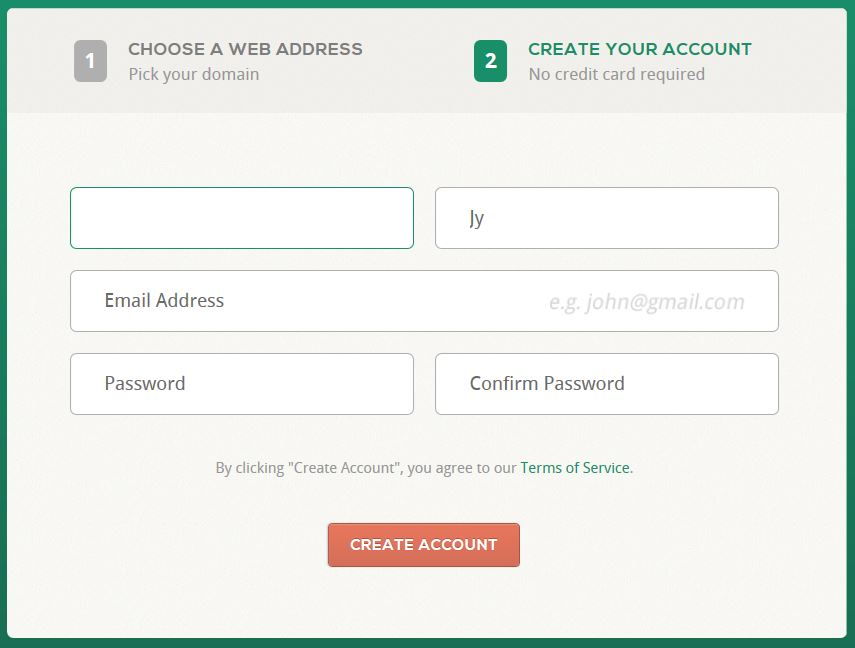 1
CHOOSE A WEB ADDRESS
Pick your domain
2
CREATE YOUR ACCOUNT
No credit card required
Jy
Email Address
e.g. john@gmail.com
Password
Confirm Password
By clicking "Create Account", you agree to our Terms of Service.
CREATE ACCOUNT